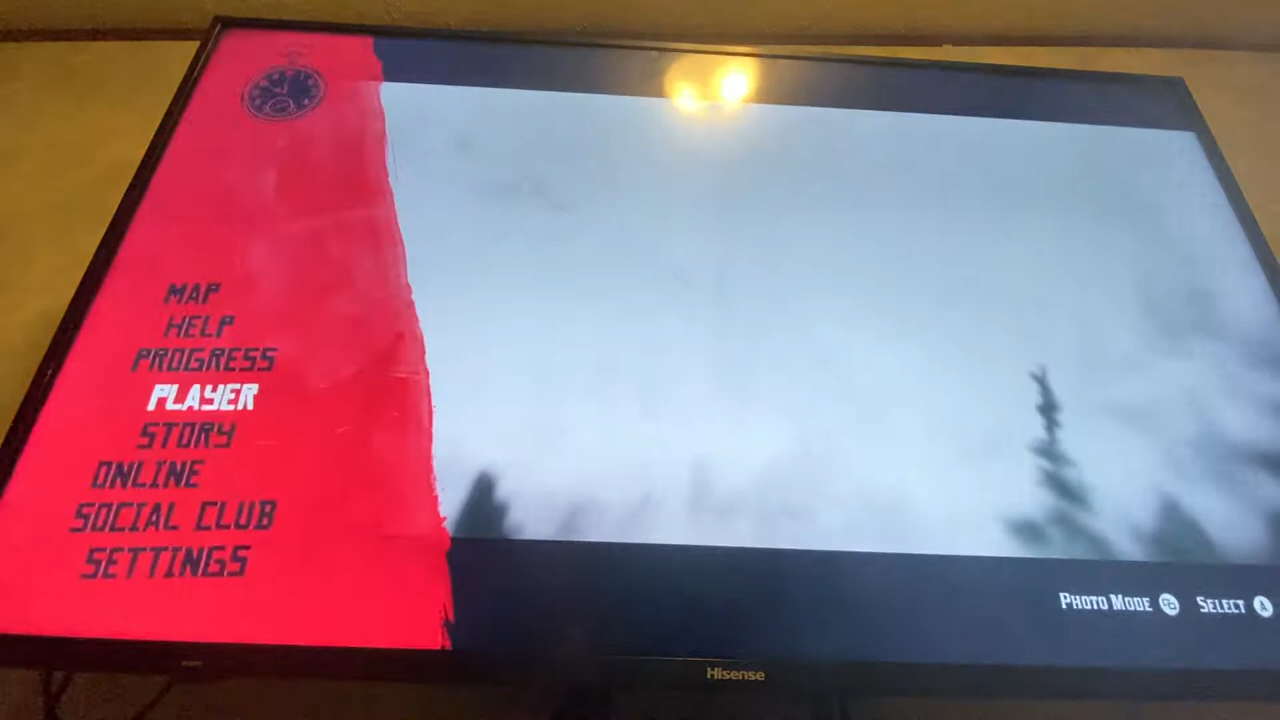 MAP
HELP
PROGRESS
PLAYER
STORY
ONLINE
SOCIAL CLUB
SETTINGS
PHOTO MODE
SELECT A
Hisense